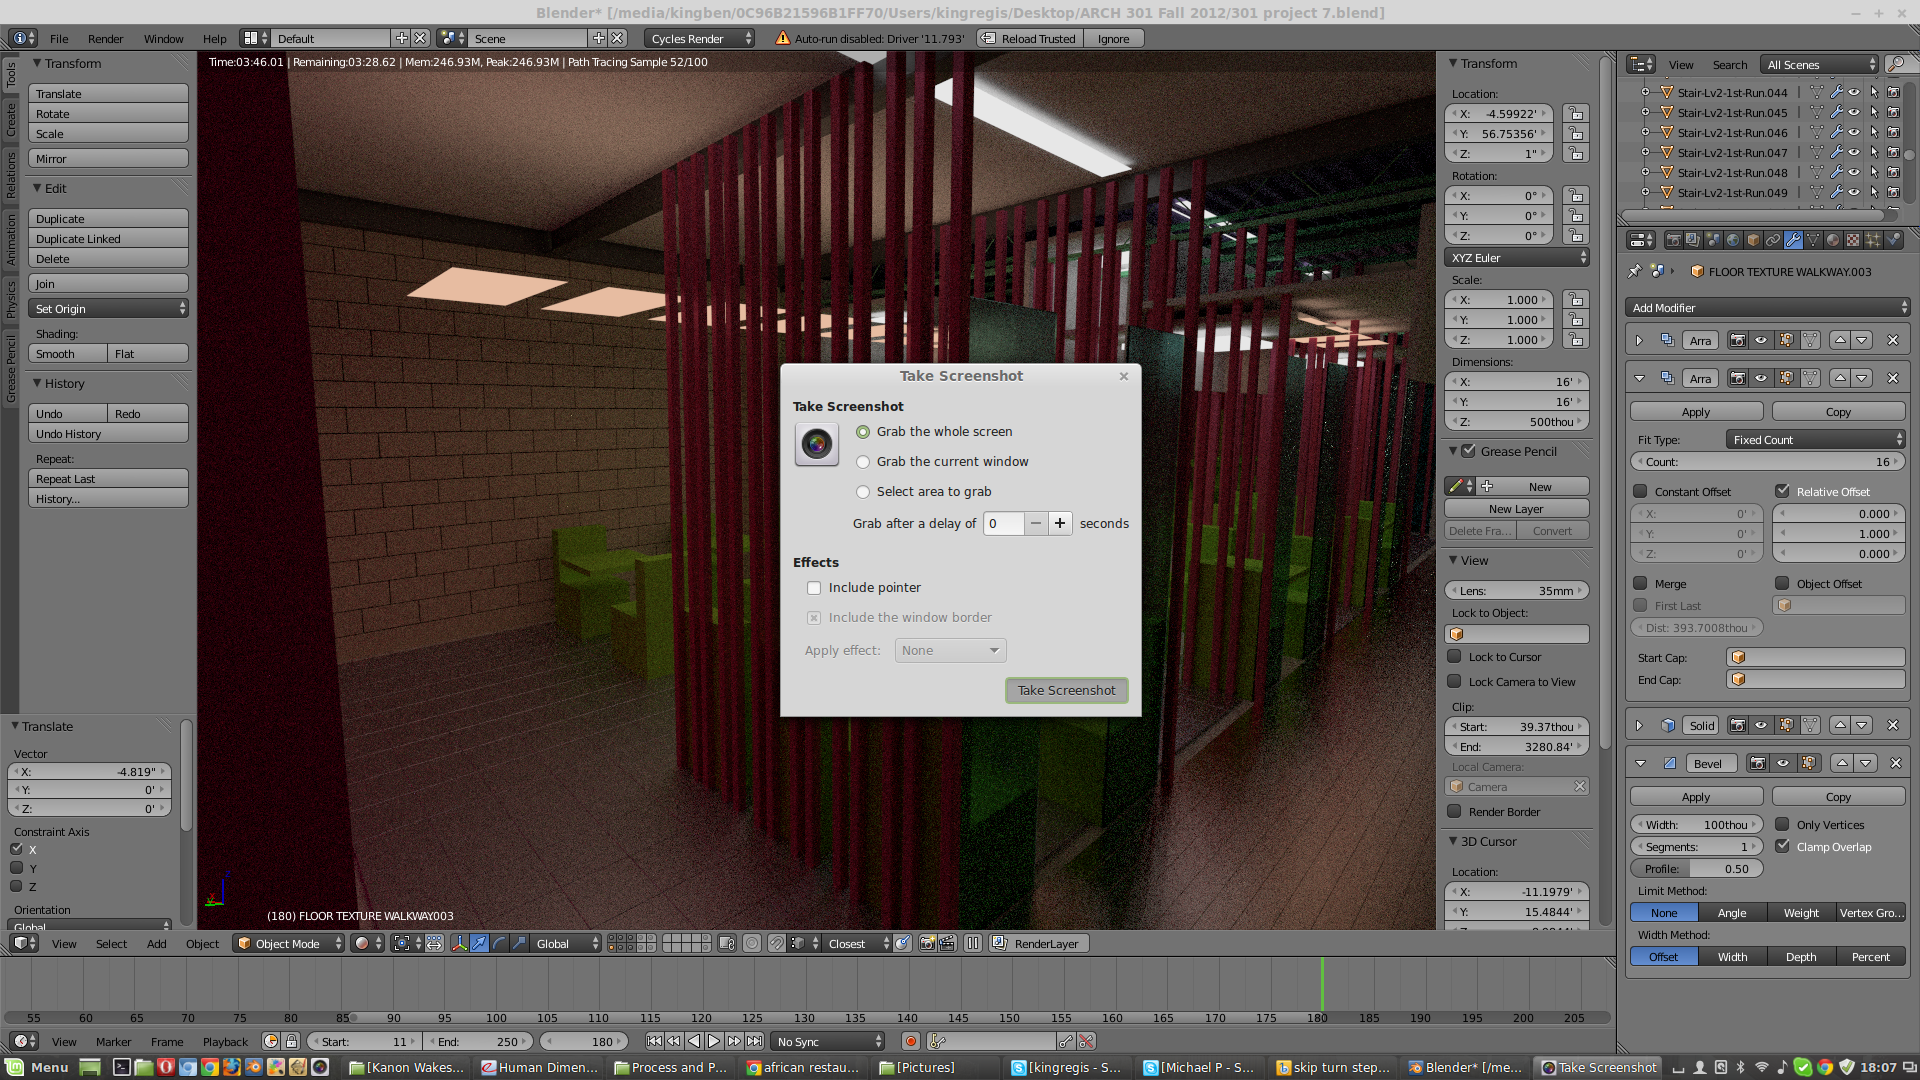 Blender* [/media/kingben/0C96B21596B1FF70/Users/kingregis/Desktop/ARCH 301 Fall 2012/301 project 7.blend]
File Render Window Help Default Scene Cycles Render Auto-run disabled: Driver '11.793' Reload Trusted Ignore
Time:03:46.01 | Remaining:03:28.62 | Mem:246.93M, Peak:246.93M | Path Tracing Sample 52/100
Tools
Create
Relations
Animation
Physics
Grease Pencil
Transform
Translate
Rotate
Scale
Mirror
Edit
Duplicate
Duplicate Linked
Delete
Join
Set Origin
Shading:
Smooth Flat
History
Undo Redo
Undo History
Repeat:
Repeat Last
History...
Translate
Vector
X: -4.819"
Y: 0'
Z: 0'
Constraint Axis
X
Y
Z
Orientation
Global
Take Screenshot
Take Screenshot
Grab the whole screen
Grab the current window
Select area to grab
Grab after a delay of 0 seconds
Effects
Include pointer
Include the window border
Apply effect: None
Take Screenshot
(180) FLOOR TEXTURE WALKWAY003
Transform
Location:
X: -4.59922'
Y: 56.75356'
Z: 1"
Rotation:
X: 0°
Y: 0°
Z: 0°
XYZ Euler
Scale:
X: 1.000
Y: 1.000
Z: 1.000
Dimensions:
X: 16'
Y: 16'
Z: 500thou
Grease Pencil
New
New Layer
Delete Fra... Convert
View
Lens: 35mm
Lock to Object:
Lock to Cursor
Lock Camera to View
Clip:
Start: 39.37thou
End: 3280.84'
Local Camera:
Camera
Render Border
3D Cursor
Location:
X: -11.1979'
Y: 15.4844'
View Search All Scenes
Stair-Lv2-1st-Run.044
Stair-Lv2-1st-Run.045
Stair-Lv2-1st-Run.046
Stair-Lv2-1st-Run.047
Stair-Lv2-1st-Run.048
Stair-Lv2-1st-Run.049
FLOOR TEXTURE WALKWAY.003
Add Modifier
Arra
Arra
Apply Copy
Fit Type: Fixed Count
Count: 16
Constant Offset Relative Offset
X: 0' 0.000
Y: 0' 1.000
Z: 0' 0.000
Merge Object Offset
First Last
Dist: 393.7008thou
Start Cap:
End Cap:
Solid
Bevel
Apply Copy
Width: 100thou Only Vertices
Segments: 1 Clamp Overlap
Profile: 0.50
Limit Method:
None Angle Weight Vertex Gro...
Width Method:
Offset Width Depth Percent
View Select Add Object Object Mode Global Closest RenderLayer
55 60 65 70 75 80 85 90 95 100 105 110 115 120 125 130 135 140 145 150 155 160 165 170 175 180 185 190 195 200 205
View Marker Frame Playback Start: 11 End: 250 180 No Sync
Menu [Kanon Wakes... Human Dimen... Process and P... african restau... [Pictures] [kingregis - S... [Michael P - S... skip turn step... Blender* [/me... Take Screenshot 18:07